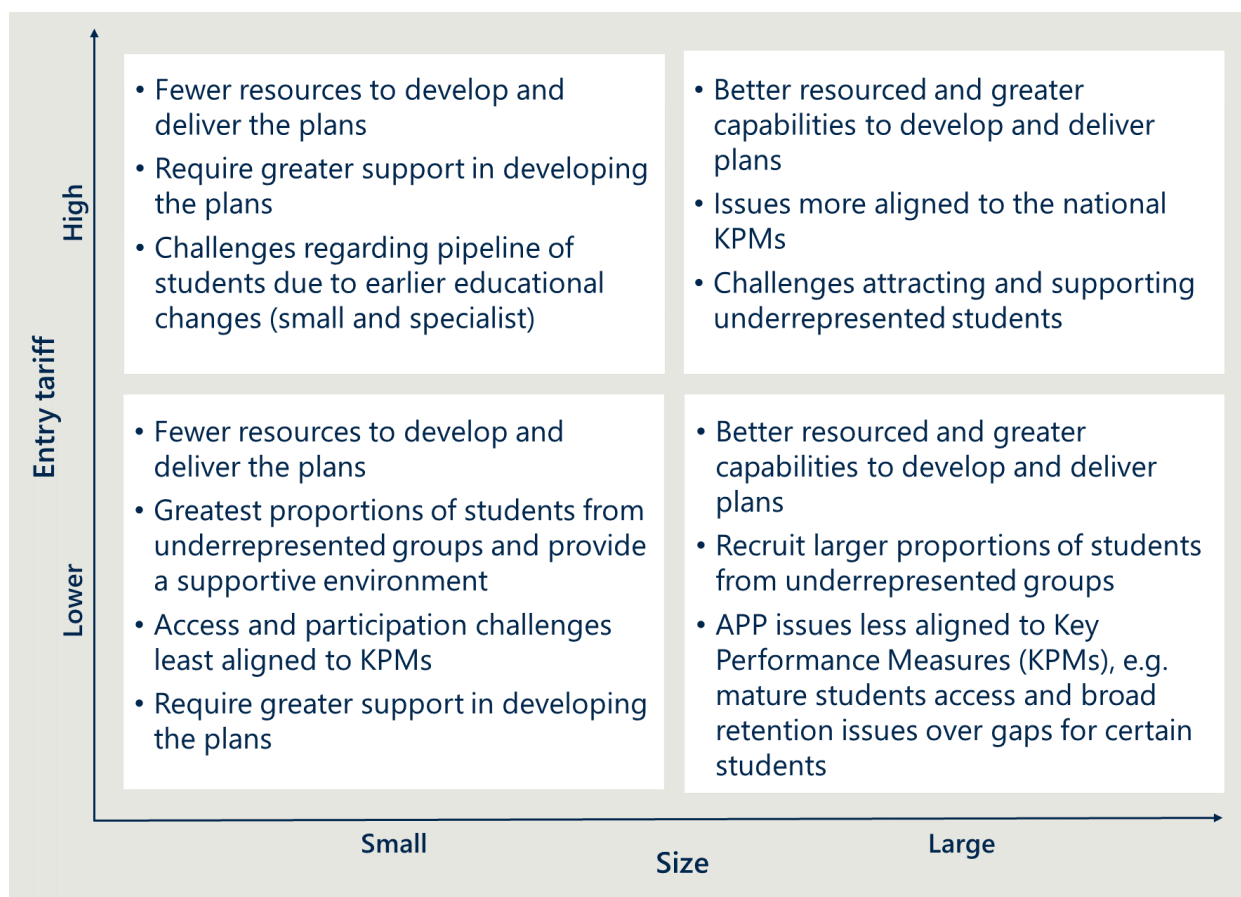 • Fewer resources to develop and
deliver the plans
• Require greater support in developing
the plans
• Challenges regarding pipeline of
students due to earlier educational
changes (small and specialist)
• Better resourced and greater
capabilities to develop and deliver
plans
• Issues more aligned to the national
KPMs
• Challenges attracting and supporting
underrepresented students
High
Entry tariff
Lower
• Fewer resources to develop and
deliver the plans
• Greatest proportions of students from
underrepresented groups and provide
a supportive environment
• Access and participation challenges
least aligned to KPMs
• Require greater support in developing
the plans
• Better resourced and greater
capabilities to develop and deliver
plans
• Recruit larger proportions of students
from underrepresented groups
• APP issues less aligned to Key
Performance Measures (KPMs), e.g.
mature students access and broad
retention issues over gaps for certain
students
Small
Large
Size